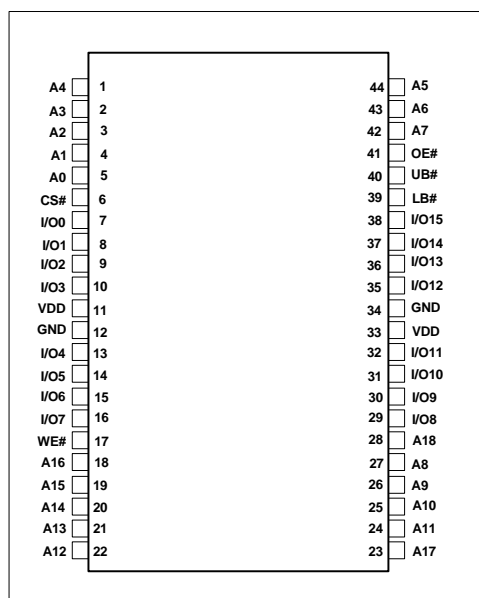 A4 1 44 A5
A3 2 43 A6
A2 3 42 A7
A1 4 41 OE#
A0 5 40 UB#
CS# 6 39 LB#
I/O0 7 38 I/O15
I/O1 8 37 I/O14
I/O2 9 36 I/O13
I/O3 10 35 I/O12
VDD 11 34 GND
GND 12 33 VDD
I/O4 13 32 I/O11
I/O5 14 31 I/O10
I/O6 15 30 I/O9
I/O7 16 29 I/O8
WE# 17 28 A18
A16 18 27 A8
A15 19 26 A9
A14 20 25 A10
A13 21 24 A11
A12 22 23 A17